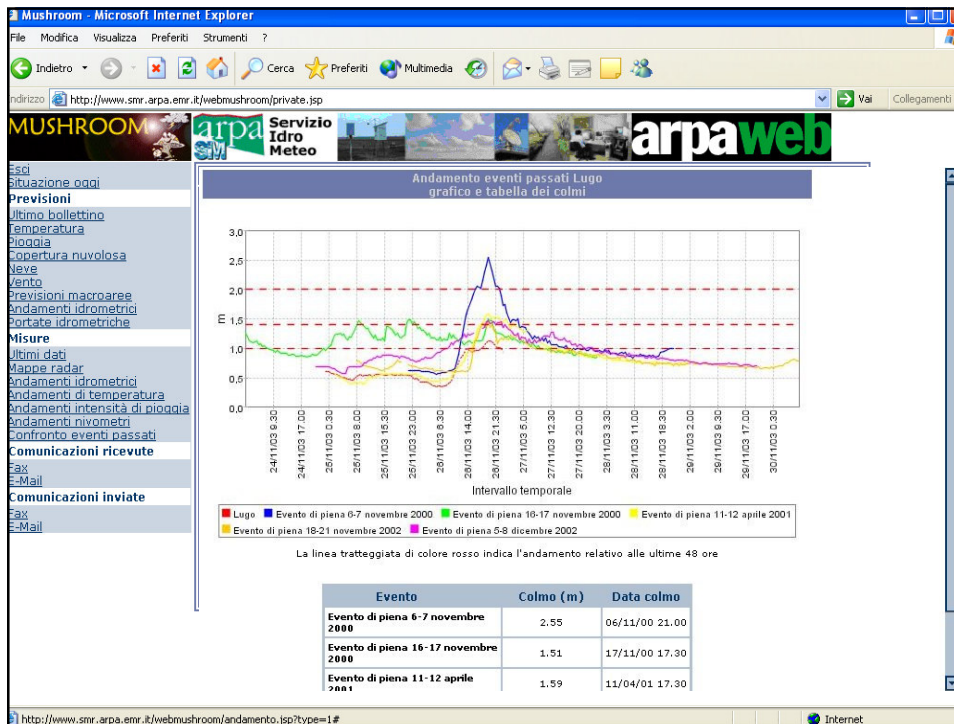 Mushroom - Microsoft Internet Explorer
File Modifica Visualizza Preferiti Strumenti ?
Indietro Cerca Preferiti Multimedia
ndirizzo http://www.smr.arpa.emr.it/webmushroom/private.jsp Vai Collegamenti
MUSHROOM arpa SIM Servizio Idro Meteo arpaweb
Esci
Situazione oggi
Previsioni
Ultimo bollettino
Temperatura
Pioggia
Copertura nuvolosa
Neve
Vento
Previsioni macroaree
Andamenti idrometrici
Portate idrometriche
Misure
Ultimi dati
Mappe radar
Andamenti idrometrici
Andamenti di temperatura
Andamenti intensità di pioggia
Andamenti nivometri
Confronto eventi passati
Comunicazioni ricevute
Fax
E-Mail
Comunicazioni inviate
Fax
E-Mail
Andamento eventi passati Lugo
grafico e tabella dei colmi
3,0
2,5
2,0
1,5
1,0
0,5
0,0
m
24/11/03 9.30
24/11/03 17.00
25/11/03 0.30
25/11/03 8.00
25/11/03 15.30
25/11/03 23.00
26/11/03 6.30
26/11/03 14.00
26/11/03 21.30
27/11/03 5.00
27/11/03 12.30
27/11/03 20.00
28/11/03 3.30
28/11/03 11.00
28/11/03 18.30
29/11/03 2.00
29/11/03 9.30
29/11/03 17.00
30/11/03 0.30
Intervallo temporale
Lugo Evento di piena 6-7 novembre 2000 Evento di piena 16-17 novembre 2000 Evento di piena 11-12 aprile 2001
Evento di piena 18-21 novembre 2002 Evento di piena 5-8 dicembre 2002
La linea tratteggiata di colore rosso indica l'andamento relativo alle ultime 48 ore
Evento Colmo (m) Data colmo
Evento di piena 6-7 novembre 2000 2.55 06/11/00 21.00
Evento di piena 16-17 novembre 2000 1.51 17/11/00 17.30
Evento di piena 11-12 aprile 2001 1.59 11/04/01 17.30
http://www.smr.arpa.emr.it/webmushroom/andamento.jsp?type=1# Internet